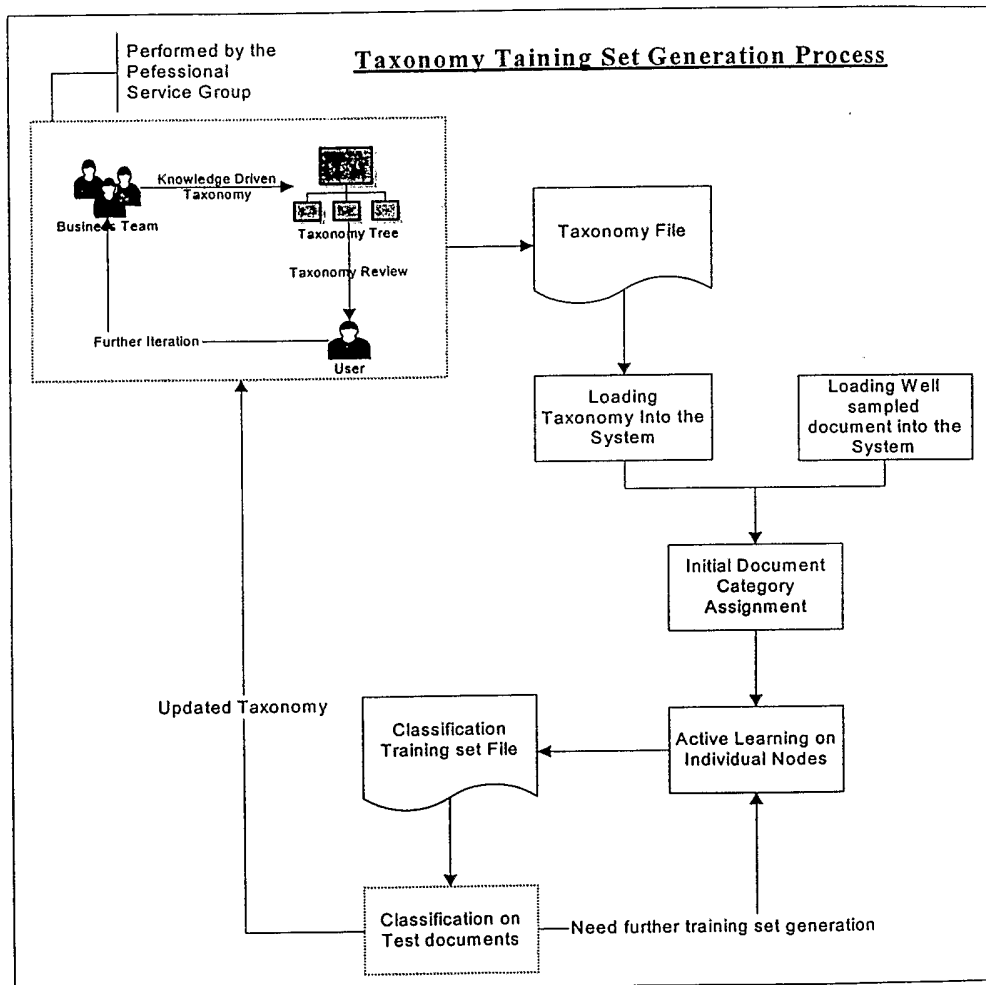 Performed by the
Pefessional
Service Group
Taxonomy Taining Set Generation Process
Knowledge Driven
Taxonomy
Business Team
Taxonomy Tree
Taxonomy Review
Further Iteration
User
Taxonomy File
Loading
Taxonomy Into the
System
Loading Well
sampled
document into the
System
Initial Document
Category
Assignment
Updated Taxonomy
Classification
Training set File
Active Learning on
Individual Nodes
Classification on
Test documents
Need further training set generation